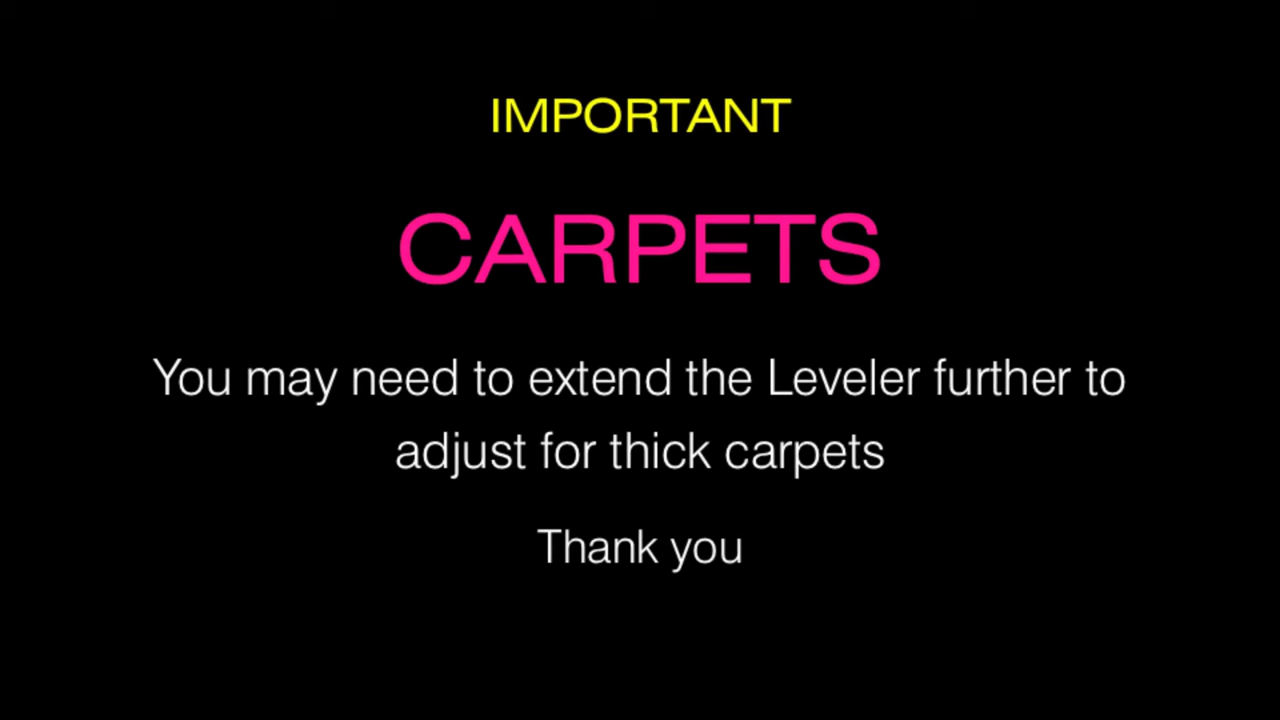 IMPORTANT
CARPETS
You may need to extend the Leveler further to
adjust for thick carpets
Thank you